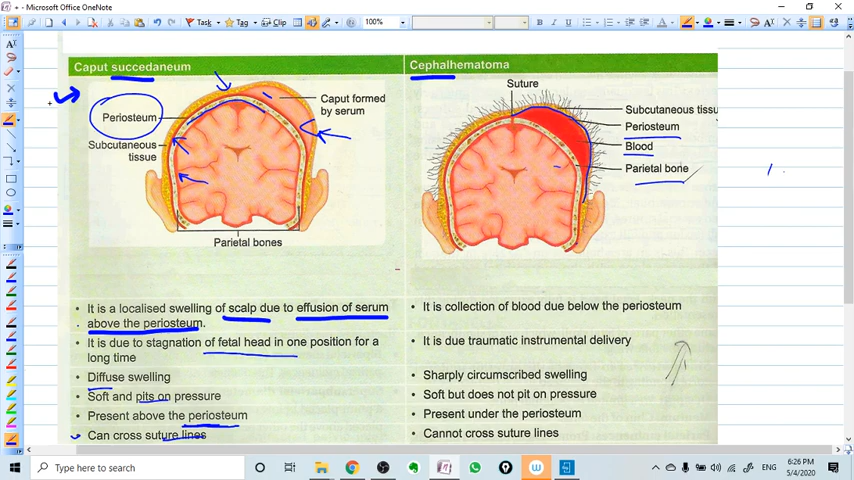 Microsoft Office OneNote
Task
Tag
Clip
100%
B I U
Caput succedaneum
Periosteum
Subcutaneous
tissue
Caput formed
by serum
Parietal bones
• It is a localised swelling of scalp due to effusion of serum
above the periosteum.
• It is due to stagnation of fetal head in one position for a
long time
• Diffuse swelling
• Soft and pits on pressure
• Present above the periosteum
• Can cross suture lines
Cephalhematoma
Suture
Subcutaneous tissu
Periosteum
Blood
Parietal bone
• It is collection of blood due below the periosteum
• It is due traumatic instrumental delivery
• Sharply circumscribed swelling
• Soft but does not pit on pressure
• Present under the periosteum
• Cannot cross suture lines
Type here to search
ENG
6:26 PM
5/4/2020